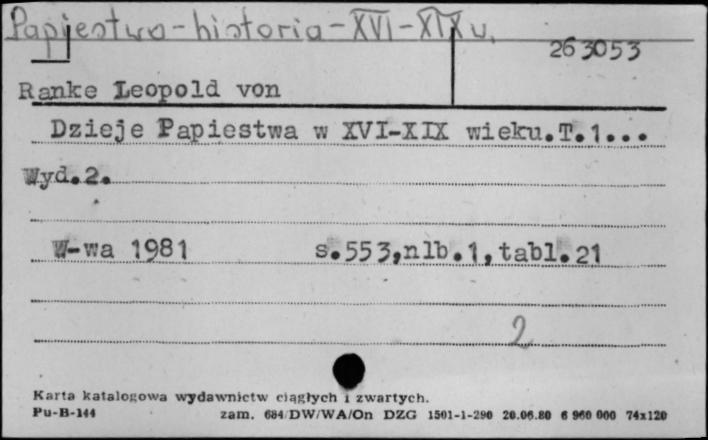 Papiestwo-historia-XVI-XIX w.
263053
Ranke Leopold von
Dzieje Papiestwa w XVI-XIX wieku.T.1...
Wyd.2.
W-wa 1981 s.553,nlb.1,tabl.21
2
Karta katalogowa wydawnictw ciągłych i zwartych.
Pu-B-144 zam. 684/DW/WA/On DZG 1501-1-290 20.06.80 6 960 000 74x120